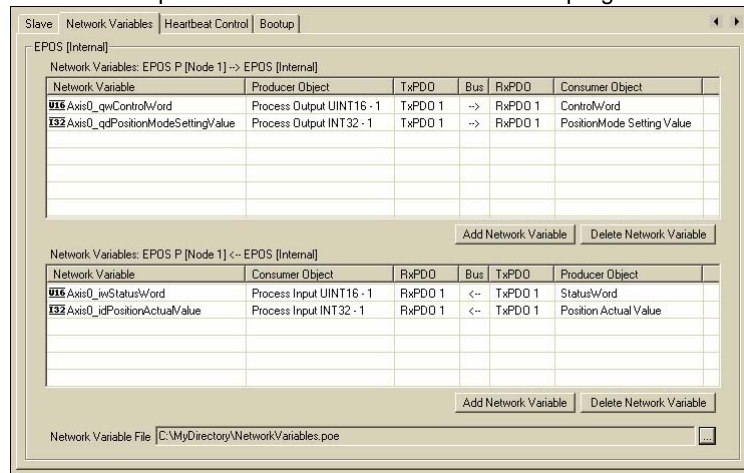 Slave Network Variables Heartbeat Control Bootup
EPOS [Internal]
Network Variables: EPOS P [Node 1] --> EPOS [Internal]
Network Variable Producer Object TxPDO Bus RxPDO Consumer Object
U16 Axis0_qwControlWord Process Output UINT16 - 1 TxPDO 1 --> RxPDO 1 ControlWord
I32 Axis0_qdPositionModeSettingValue Process Output INT32 - 1 TxPDO 1 --> RxPDO 1 PositionMode Setting Value
Add Network Variable Delete Network Variable
Network Variables: EPOS P [Node 1] <-- EPOS [Internal]
Network Variable Consumer Object RxPDO Bus TxPDO Producer Object
U16 Axis0_iwStatusWord Process Input UINT16 - 1 RxPDO 1 <-- TxPDO 1 StatusWord
I32 Axis0_idPositionActualValue Process Input INT32 - 1 RxPDO 1 <-- TxPDO 1 Position Actual Value
Add Network Variable Delete Network Variable
Network Variable File C:\MyDirectory\NetworkVariables.poe ...